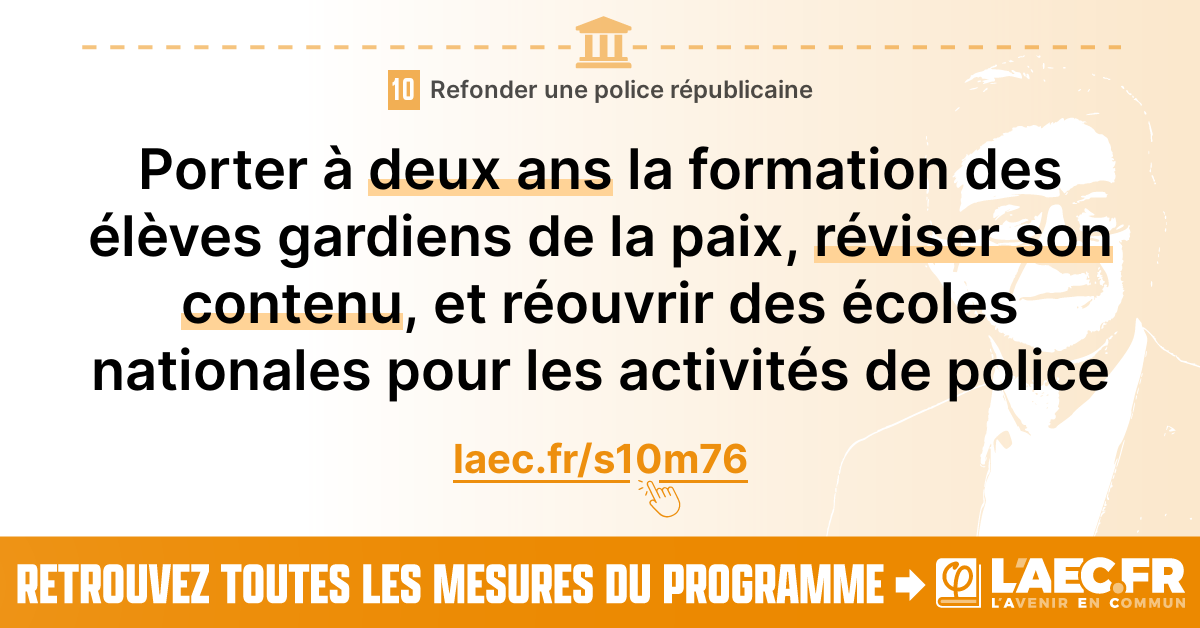 10 Refonder une police républicaine
Porter à deux ans la formation des
élèves gardiens de la paix, réviser son
contenu, et réouvrir des écoles
nationales pour les activités de police
laec.fr/s10m76
RETROUVEZ TOUTES LES MESURES DU PROGRAMME
φ L'AEC.FR
L'AVENIR EN COMMUN